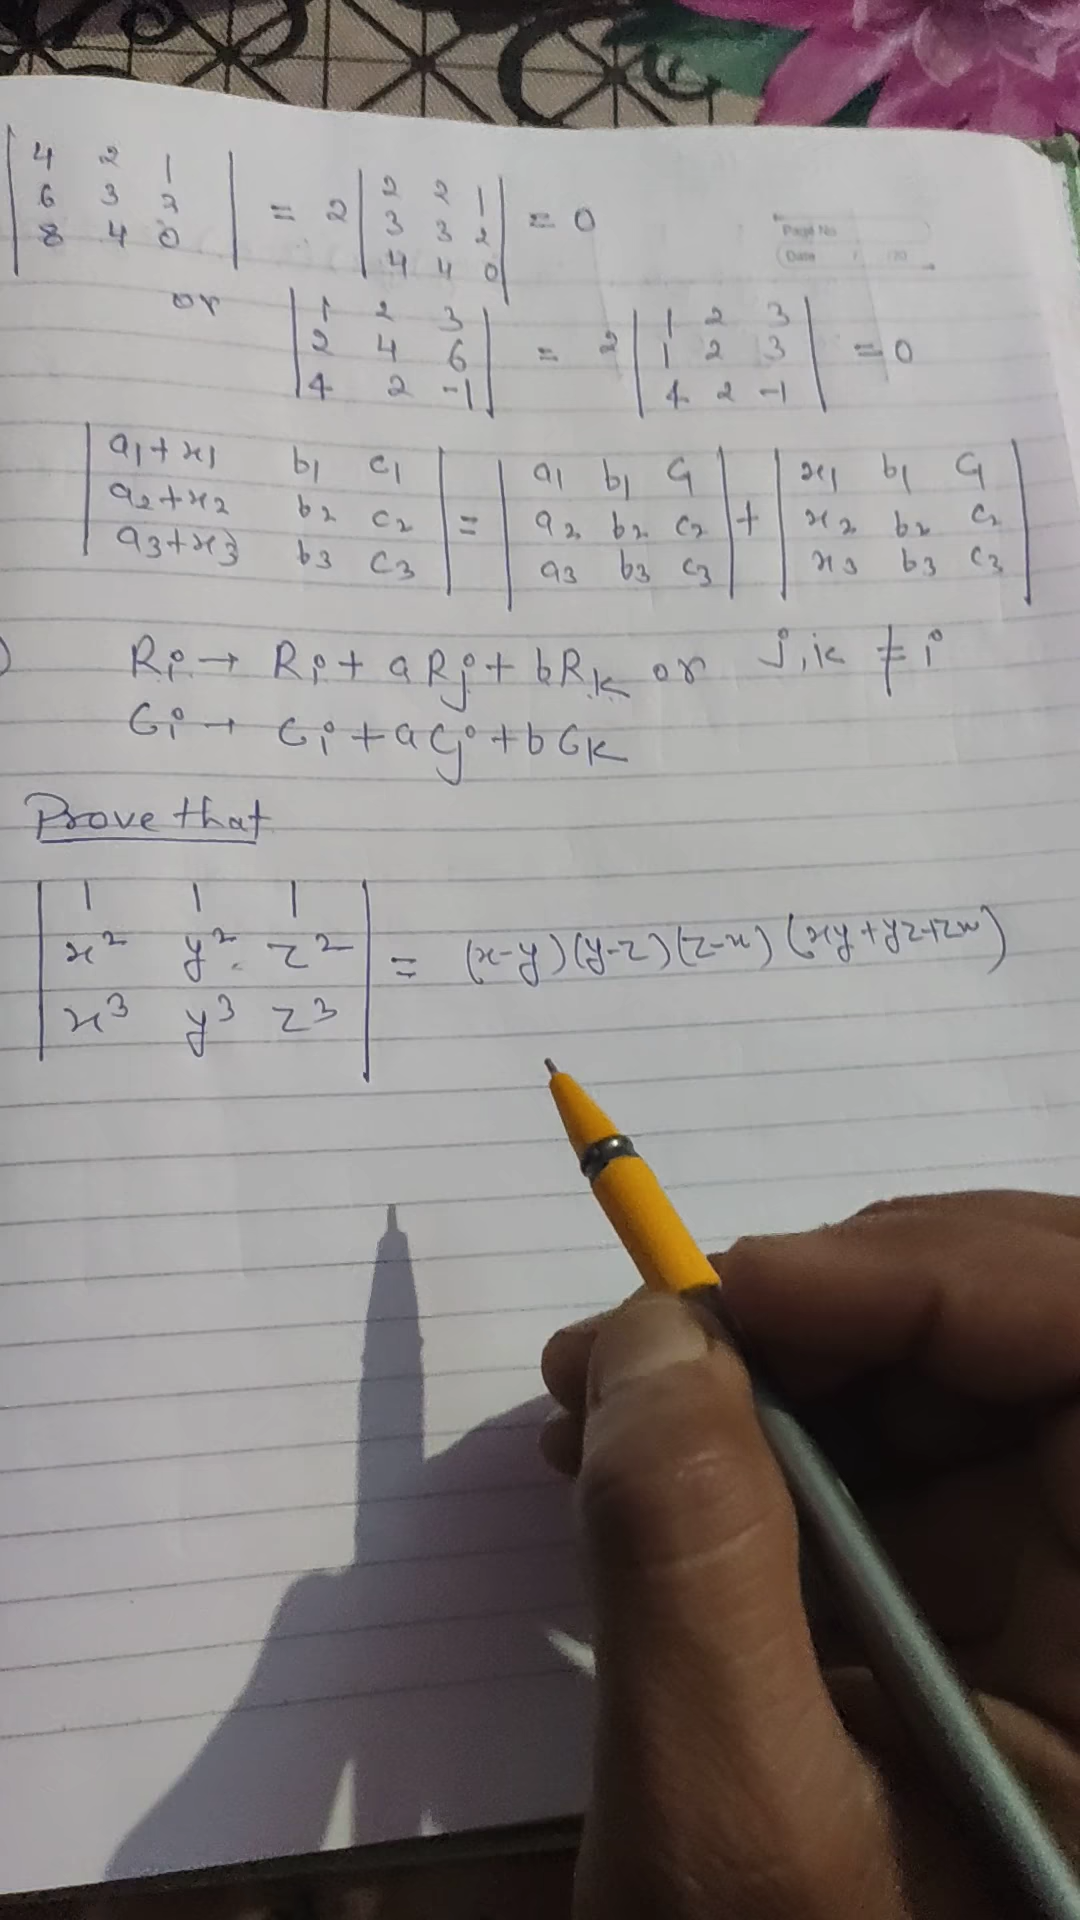 | 4 2 1 | = 2 | 2 2 1 | = 0
| 6 3 2 | | 3 3 2 |
| 8 4 0 | | 4 4 0 |
Page No
Date / /20
or | 1 2 3 | = 2 | 1 2 3 | = 0
| 2 4 6 | | 1 2 3 |
| 4 2 -1 | | 4 2 -1 |
| a₁+x₁ b₁ c₁ | = | a₁ b₁ c₁ | + | x₁ b₁ c₁ |
| a₂+x₂ b₂ c₂ | | a₂ b₂ c₂ | | x₂ b₂ c₂ |
| a₃+x₃ b₃ c₃ | | a₃ b₃ c₃ | | x₃ b₃ c₃ |
) Rᵢ → Rᵢ + aRⱼ + bRₖ or j,k ≠ i
Cᵢ → Cᵢ + aCⱼ + bCₖ
Prove that
| 1 1 1 |
| x² y² z² | = (x-y)(y-z)(z-x)(xy+yz+zx)
| x³ y³ z³ |